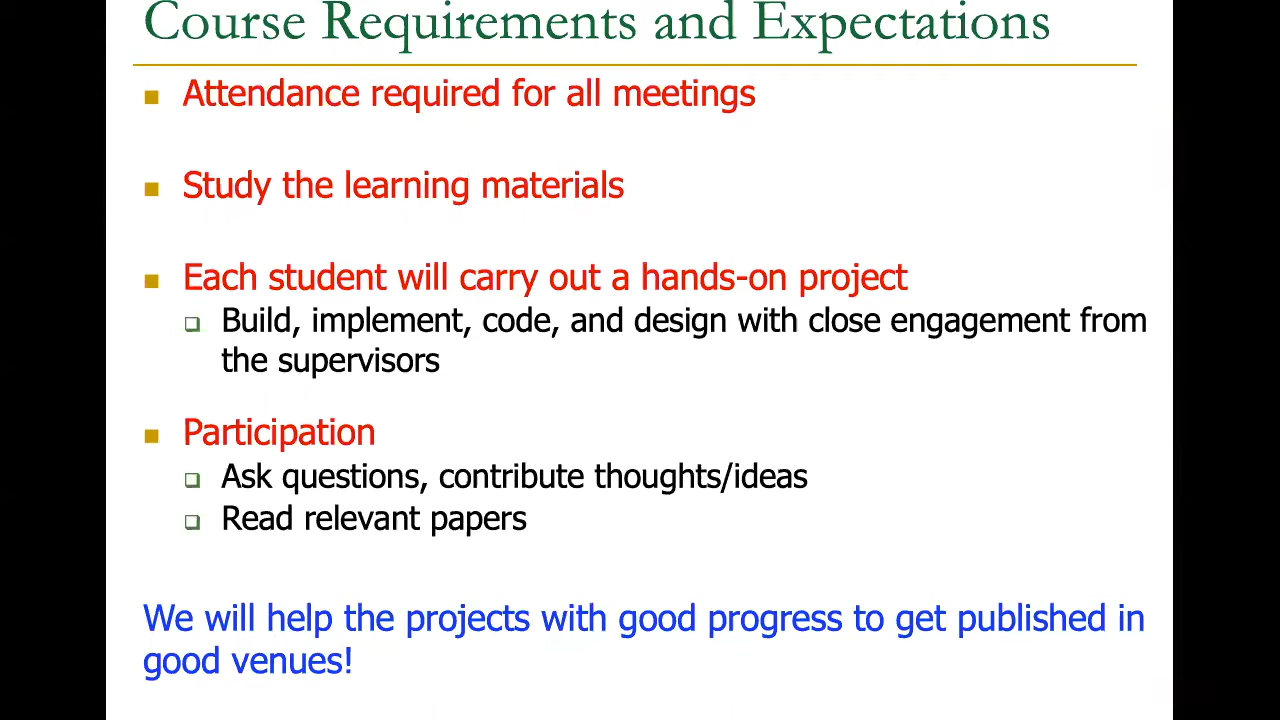 Course Requirements and Expectations
Attendance required for all meetings
Study the learning materials
Each student will carry out a hands-on project
Build, implement, code, and design with close engagement from
the supervisors
Participation
Ask questions, contribute thoughts/ideas
Read relevant papers
We will help the projects with good progress to get published in
good venues!